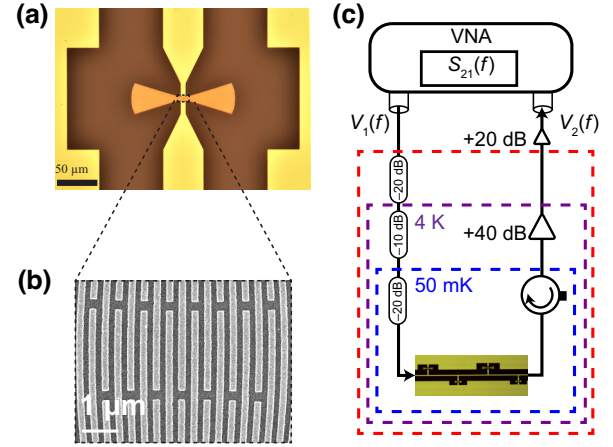 (a)
50 µm
(b)
1 µm
(c)
VNA
S21(f)
V1(f)
V2(f)
+20 dB
−20 dB
4 K
−10 dB
+40 dB
50 mK
−20 dB